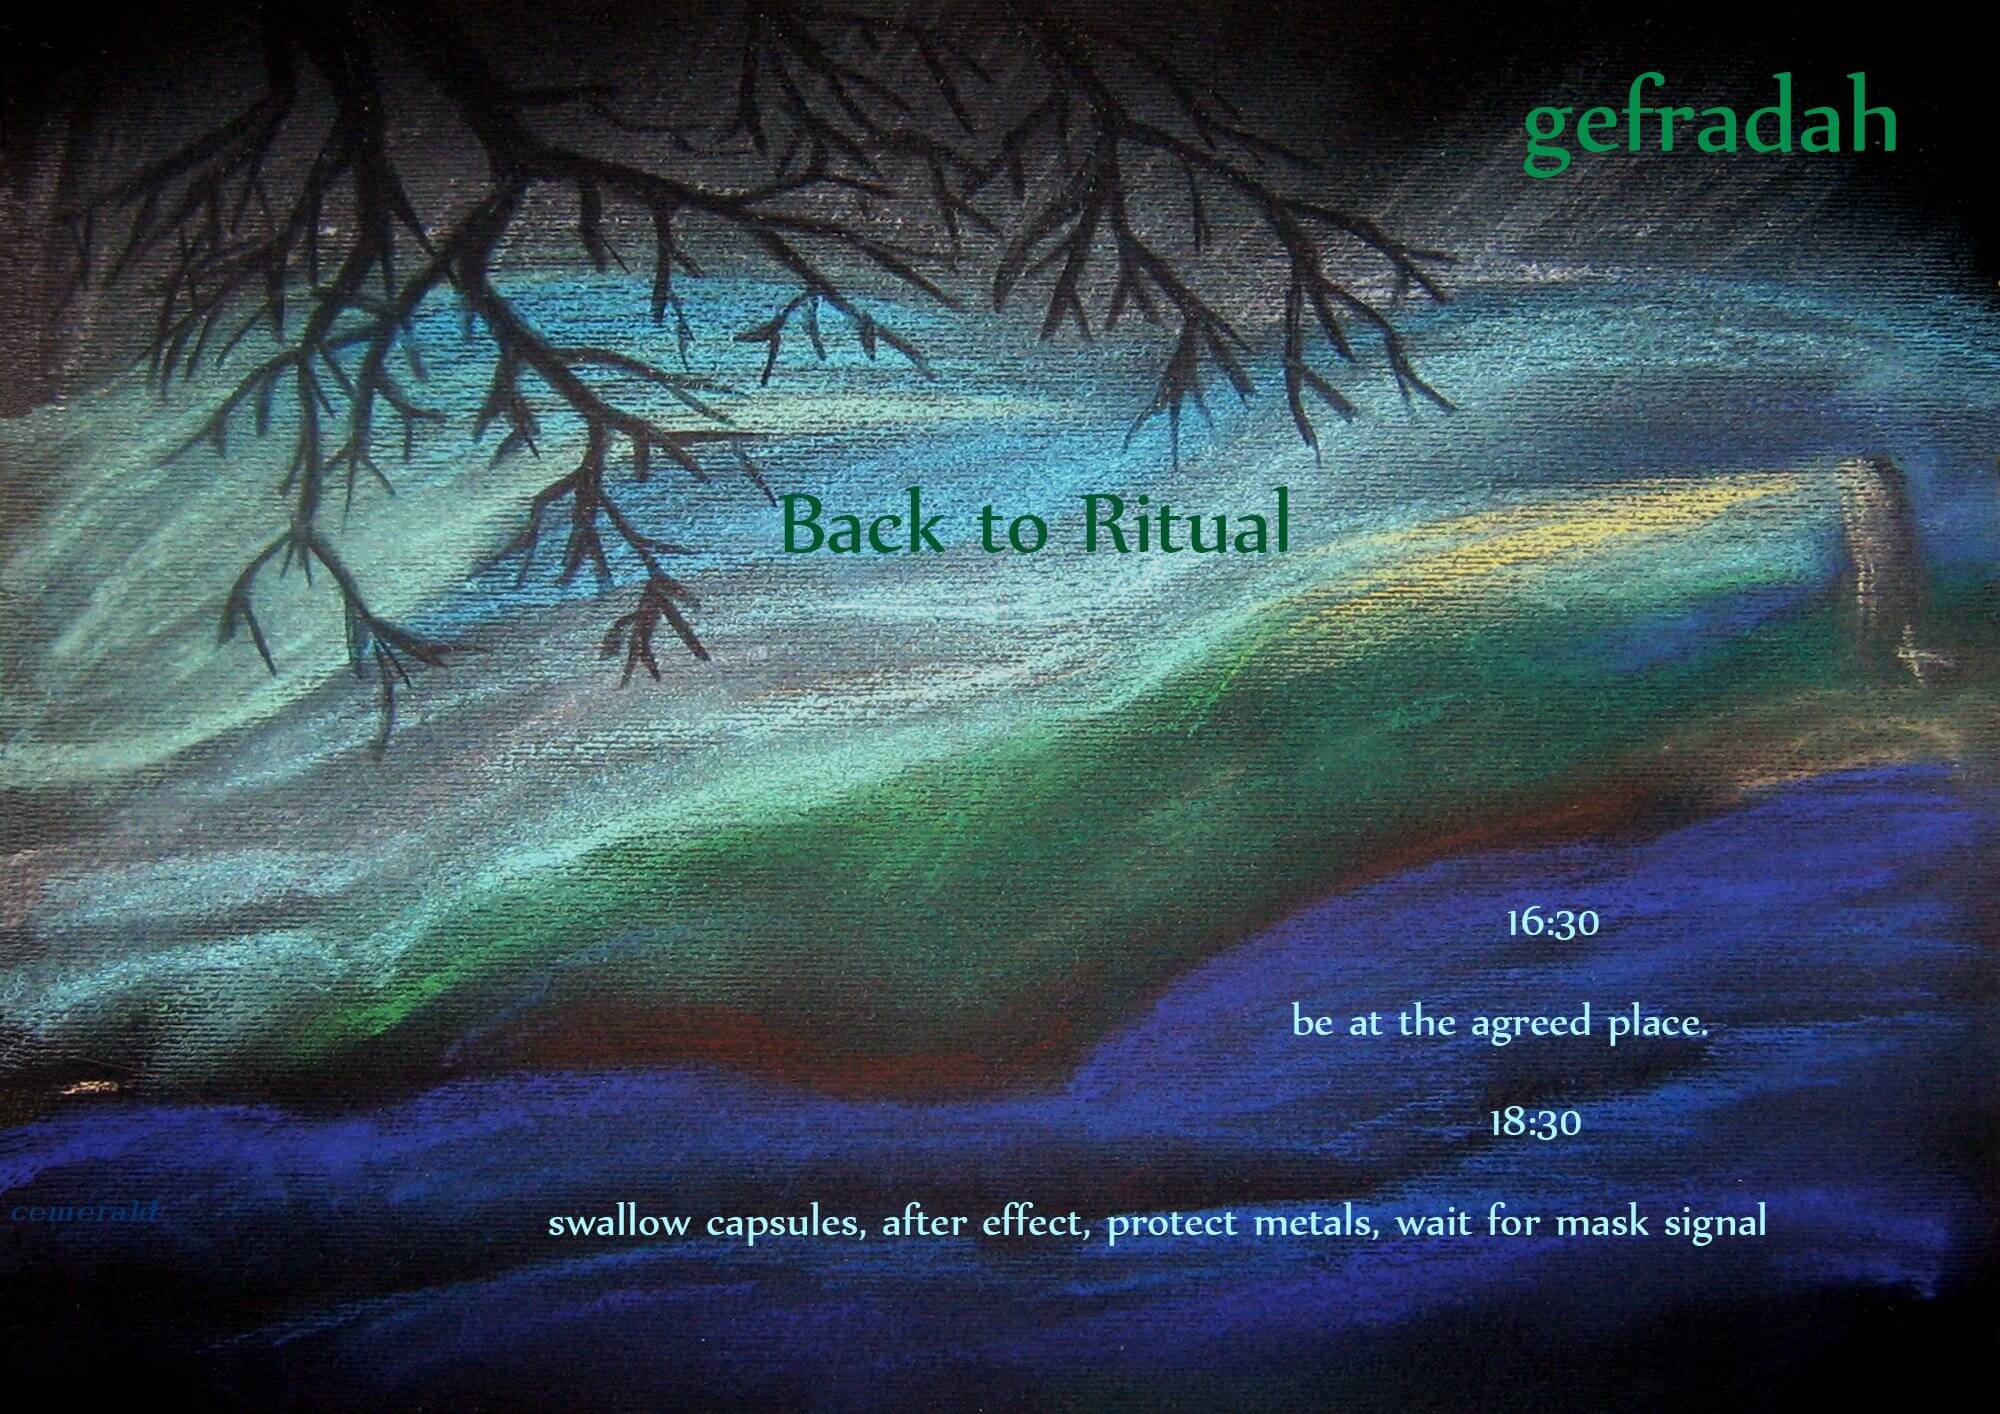 gefradah
Back to Ritual
16:30
be at the agreed place.
18:30
cemerald
swallow capsules, after effect, protect metals, wait for mask signal